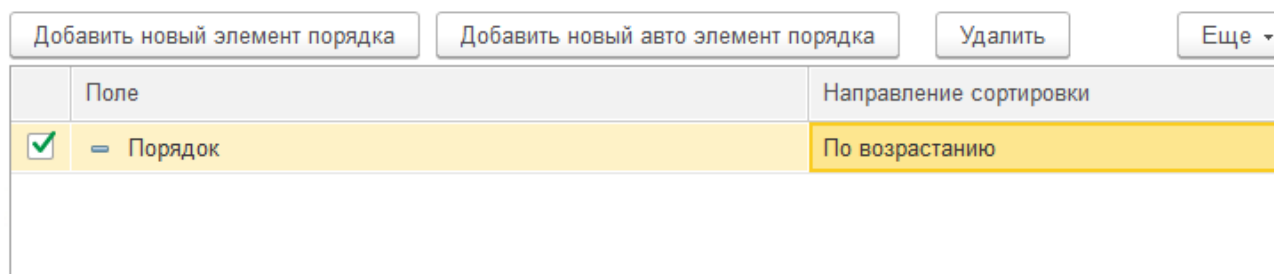 Добавить новый элемент порядка Добавить новый авто элемент порядка Удалить Еще
Поле Направление сортировки
Порядок По возрастанию